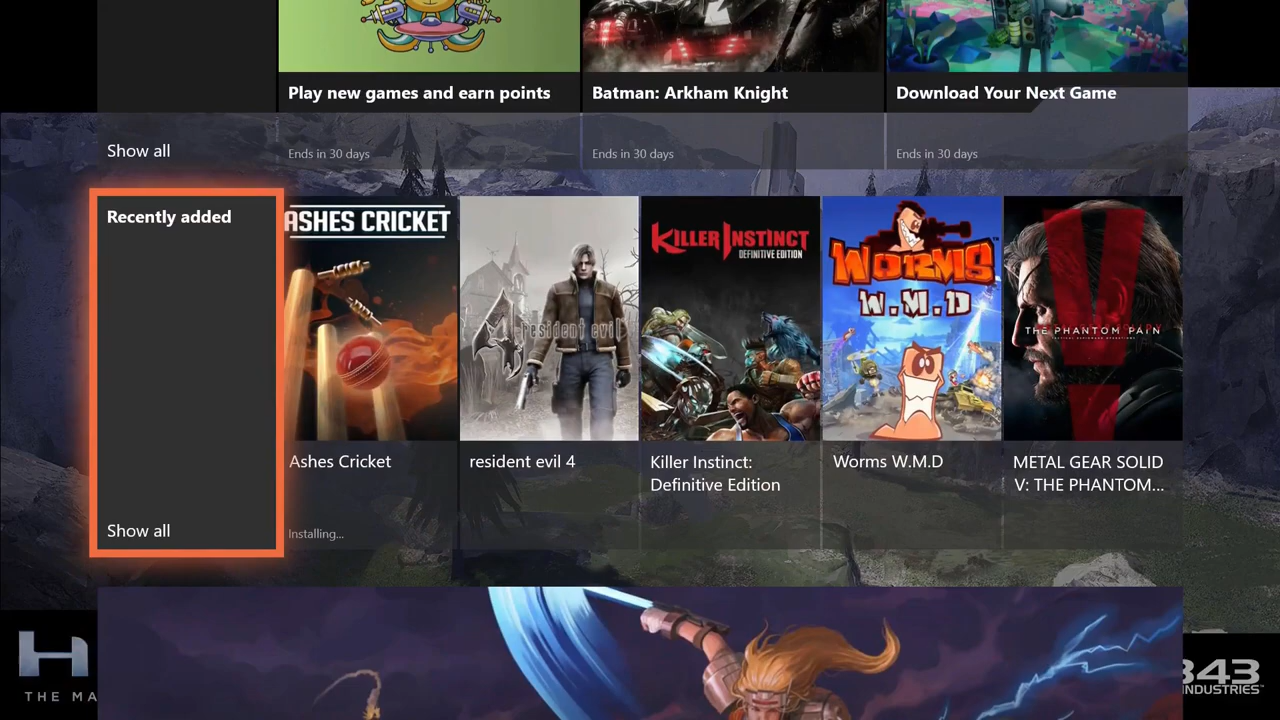 Play new games and earn points
Batman: Arkham Knight
Download Your Next Game
Show all
Ends in 30 days
Ends in 30 days
Ends in 30 days
Recently added
Show all
ASHES CRICKET
Ashes Cricket
Installing...
resident evil
resident evil 4
KILLER INSTINCT
DEFINITIVE EDITION
Killer Instinct:
Definitive Edition
WORMS
W.M.D
Worms W.M.D
V
THE PHANTOM PAIN
METAL GEAR SOLID
V: THE PHANTOM...
H
THE MA
343
INDUSTRIES